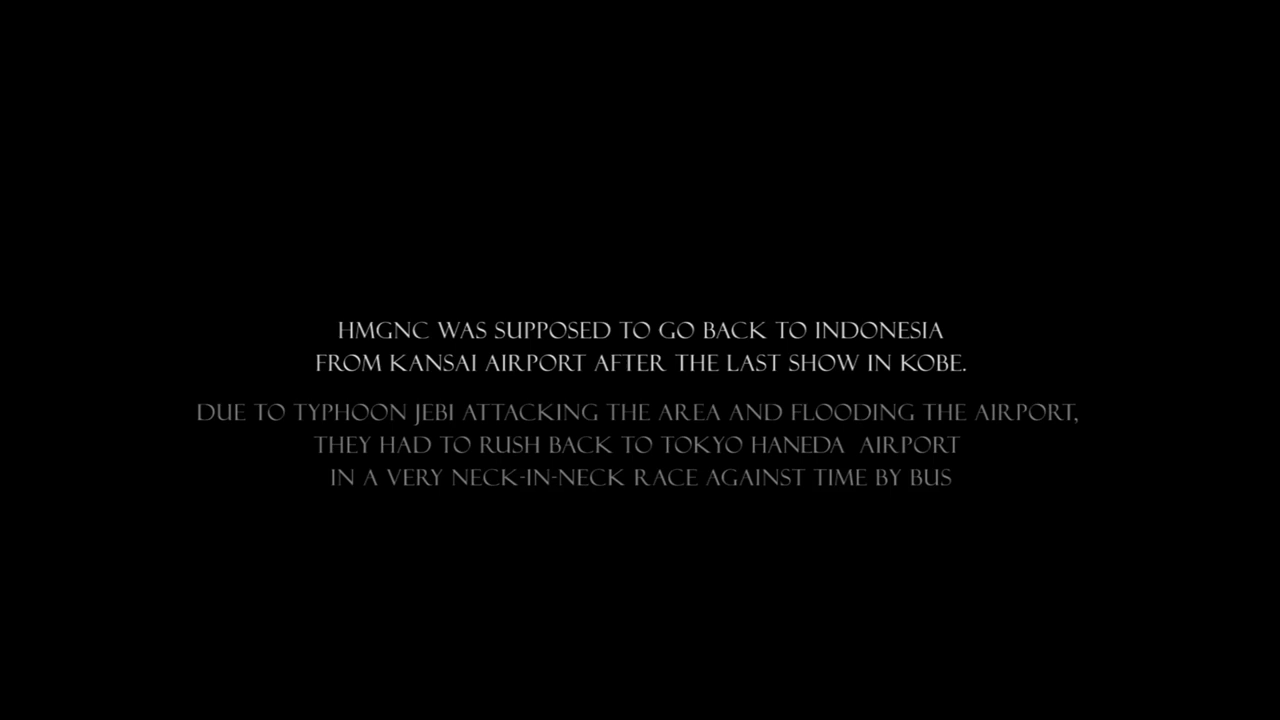 HMGNC WAS SUPPOSED TO GO BACK TO INDONESIA
FROM KANSAI AIRPORT AFTER THE LAST SHOW IN KOBE.
DUE TO TYPHOON JEBI ATTACKING THE AREA AND FLOODING THE AIRPORT,
THEY HAD TO RUSH BACK TO TOKYO HANEDA AIRPORT
IN A VERY NECK-IN-NECK RACE AGAINST TIME BY BUS